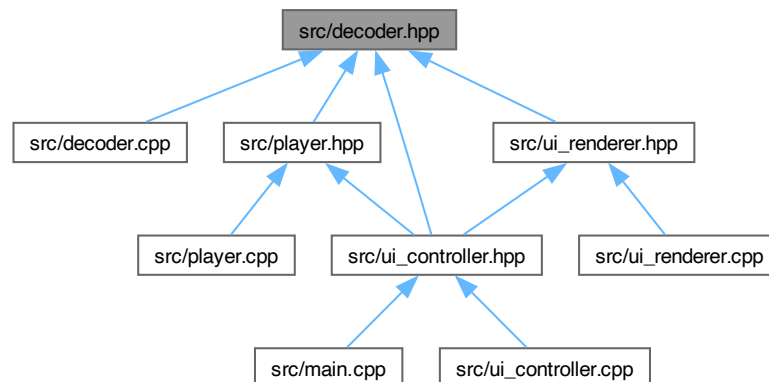 src/decoder.hpp
src/decoder.cpp
src/player.hpp
src/ui_renderer.hpp
src/player.cpp
src/ui_controller.hpp
src/ui_renderer.cpp
src/main.cpp
src/ui_controller.cpp